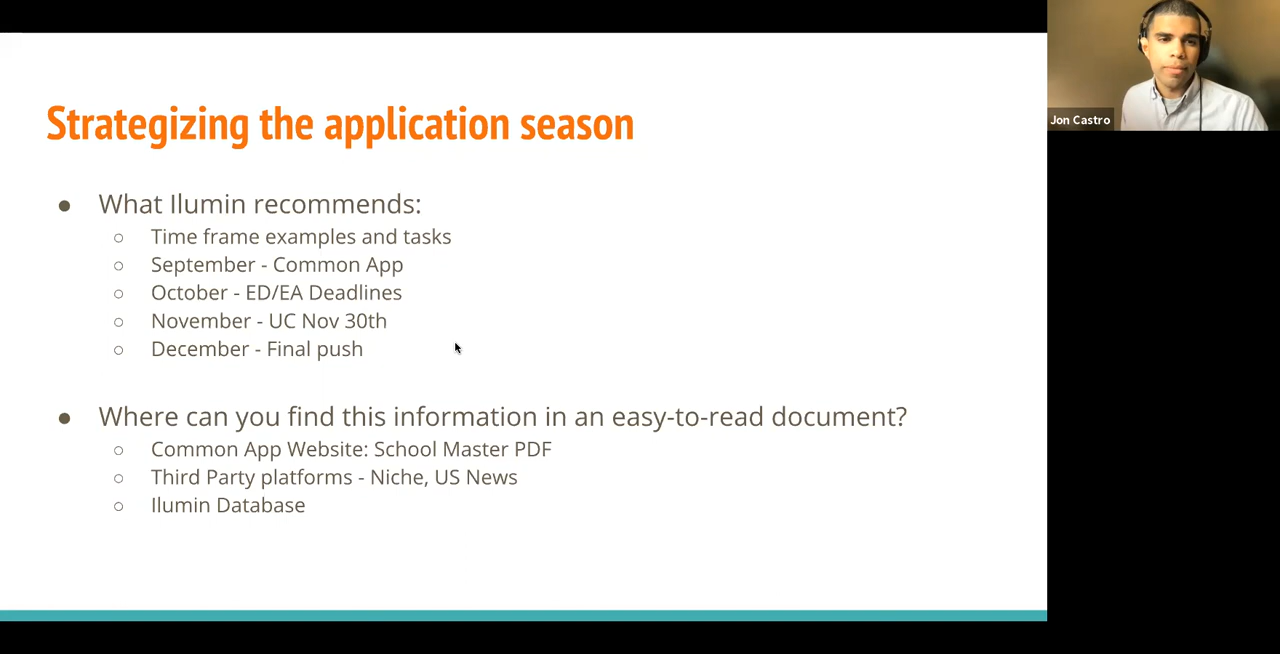 Strategizing the application season
● What Ilumin recommends:
○ Time frame examples and tasks
○ September - Common App
○ October - ED/EA Deadlines
○ November - UC Nov 30th
○ December - Final push
● Where can you find this information in an easy-to-read document?
○ Common App Website: School Master PDF
○ Third Party platforms - Niche, US News
○ Ilumin Database
Jon Castro